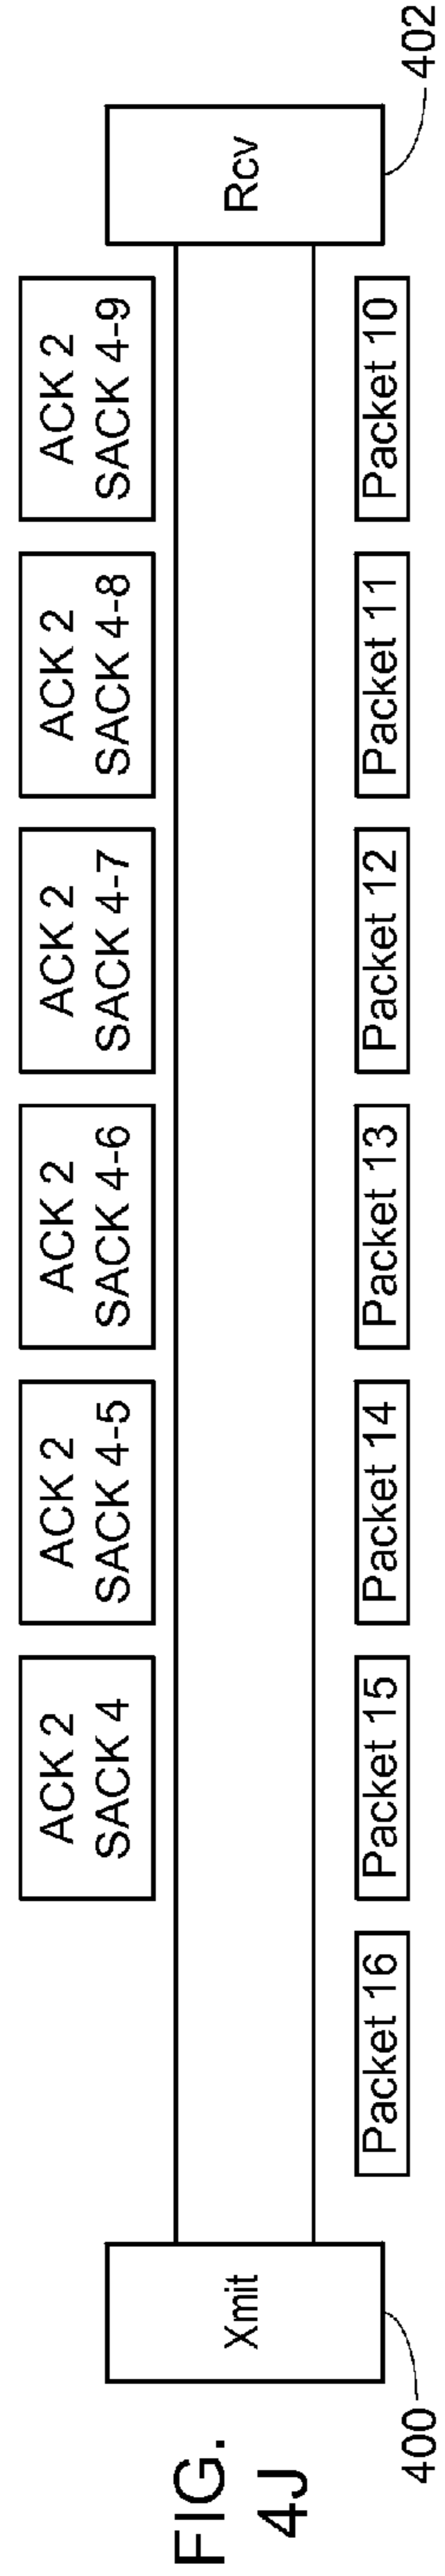 FIG.
4J
Xmit
400
ACK 2
SACK 4
ACK 2
SACK 4-5
ACK 2
SACK 4-6
ACK 2
SACK 4-7
ACK 2
SACK 4-8
ACK 2
SACK 4-9
Packet 16
Packet 15
Packet 14
Packet 13
Packet 12
Packet 11
Packet 10
Rcv
402